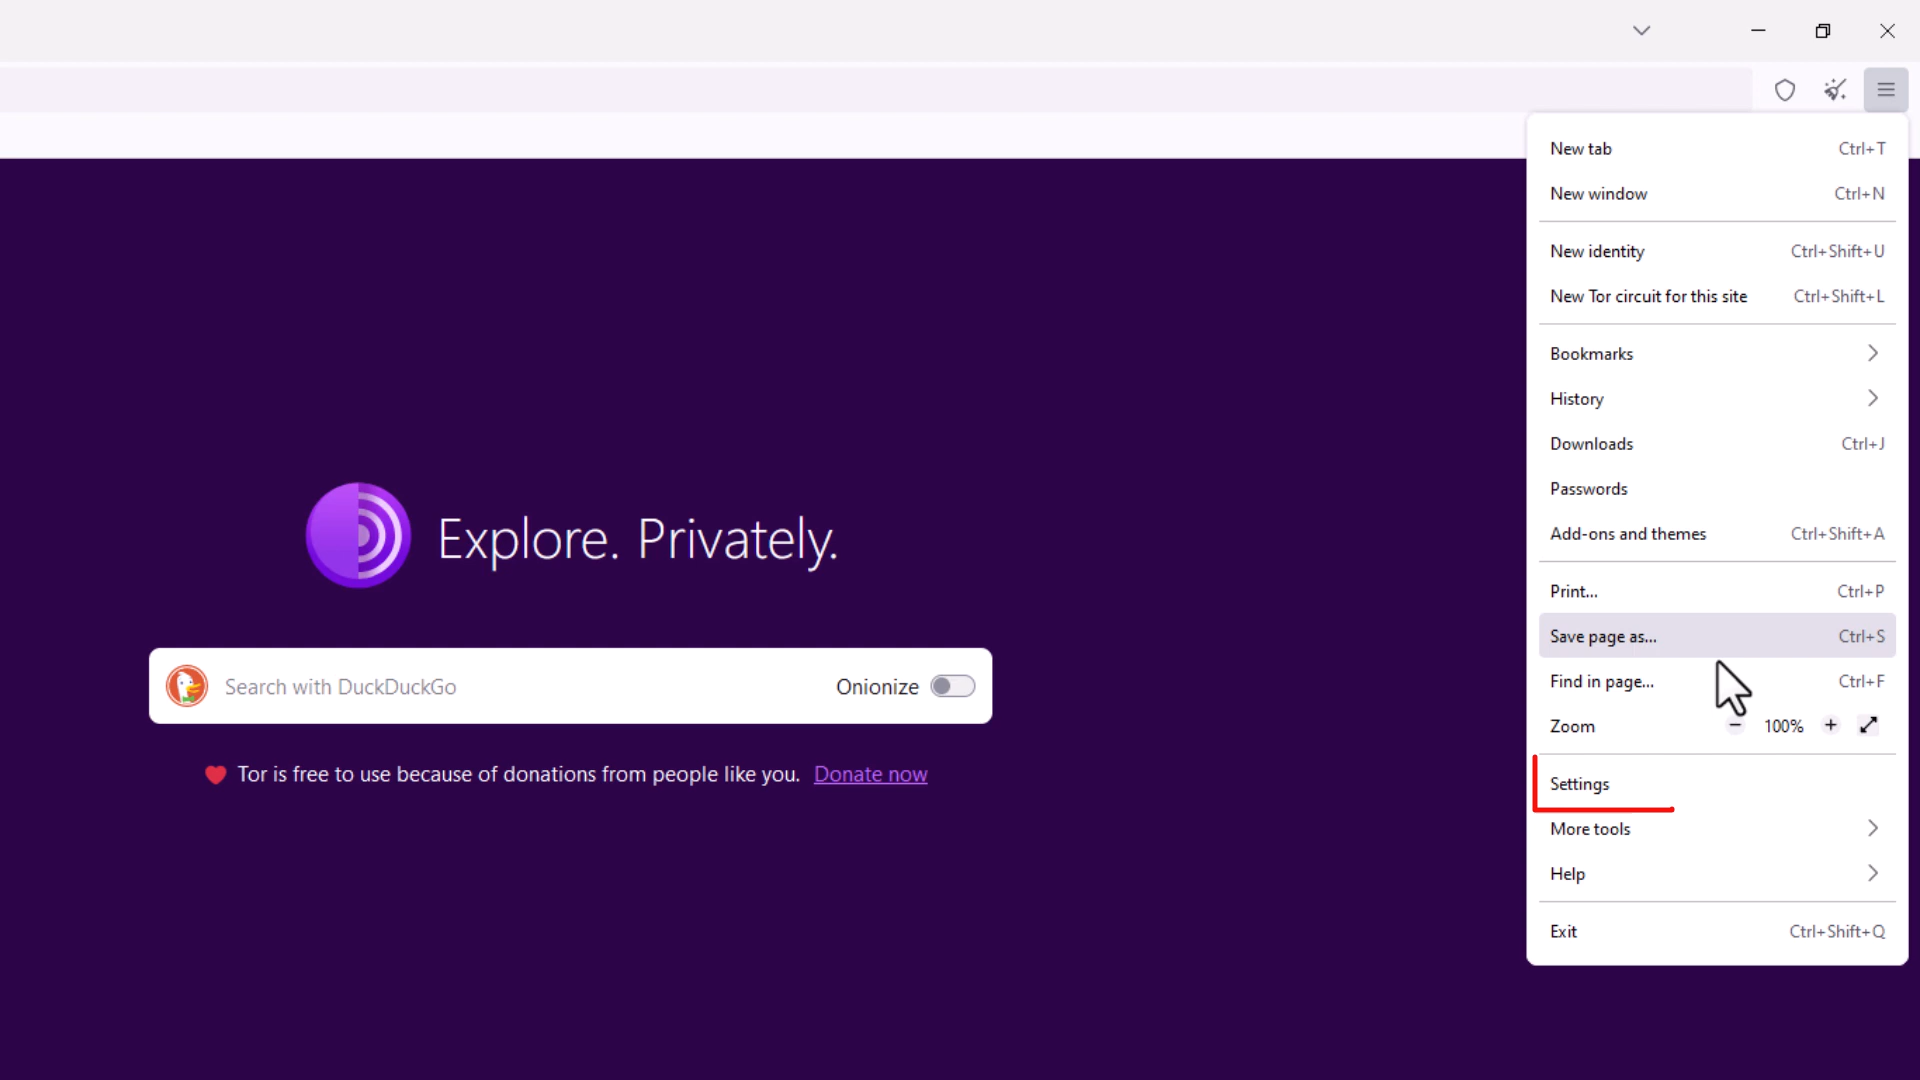 New tab Ctrl+T
New window Ctrl+N
New identity Ctrl+Shift+U
New Tor circuit for this site Ctrl+Shift+L
Bookmarks
History
Downloads Ctrl+J
Passwords
Add-ons and themes Ctrl+Shift+A
Print... Ctrl+P
Save page as... Ctrl+S
Find in page... Ctrl+F
Zoom − 100% +
Settings
More tools
Help
Exit Ctrl+Shift+Q
Explore. Privately.
Search with DuckDuckGo Onionize
Tor is free to use because of donations from people like you. Donate now